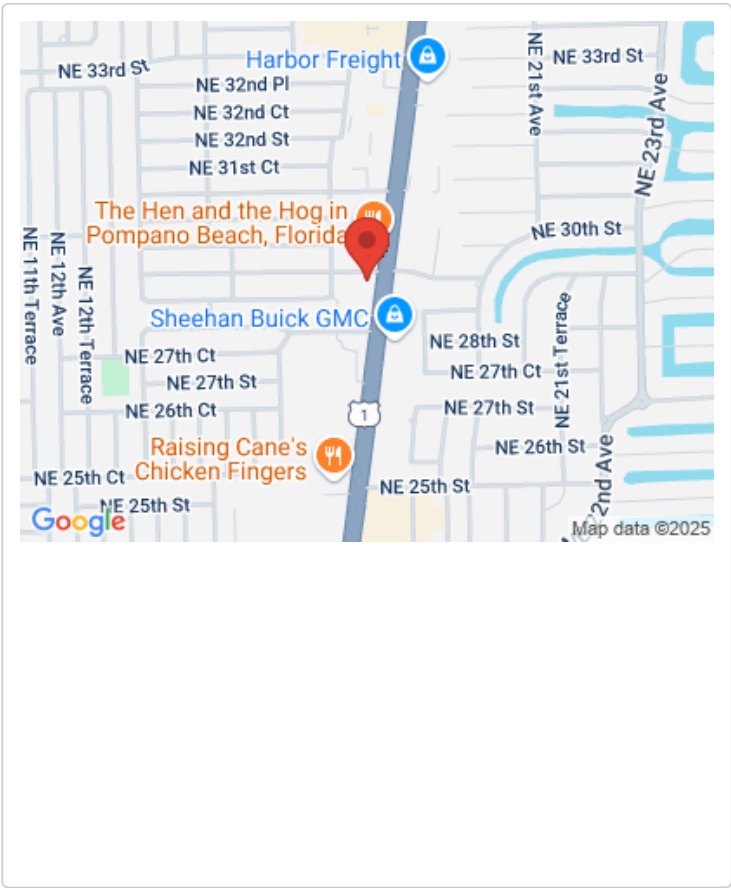 Harbor Freight
NE 33rd St
NE 33rd St
NE 32nd Pl
NE 21st Ave
NE 23rd Ave
NE 32nd Ct
NE 32nd St
NE 31st Ct
The Hen and the Hog in
Pompano Beach, Florida
NE 30th St
NE 11th Terrace
NE 12th Ave
NE 12th Terrace
Sheehan Buick GMC
NE 21st Terrace
NE 28th St
NE 27th Ct
NE 27th Ct
NE 27th St
NE 26th Ct
NE 27th St
1
Raising Cane's
Chicken Fingers
NE 26th St
NE 25th Ct
NE 25th St
NE 25th St
2nd Ave
Google
Map data ©2025